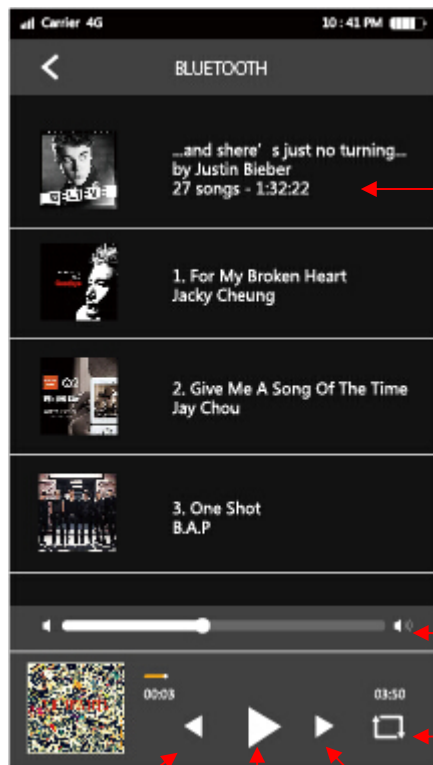 Carrier 4G 10:41 PM
BLUETOOTH
...and shere's just no turning...
by Justin Bieber
27 songs - 1:32:22
1. For My Broken Heart
Jacky Cheung
2. Give Me A Song Of The Time
Jay Chou
3. One Shot
B.A.P
00:03 03:50